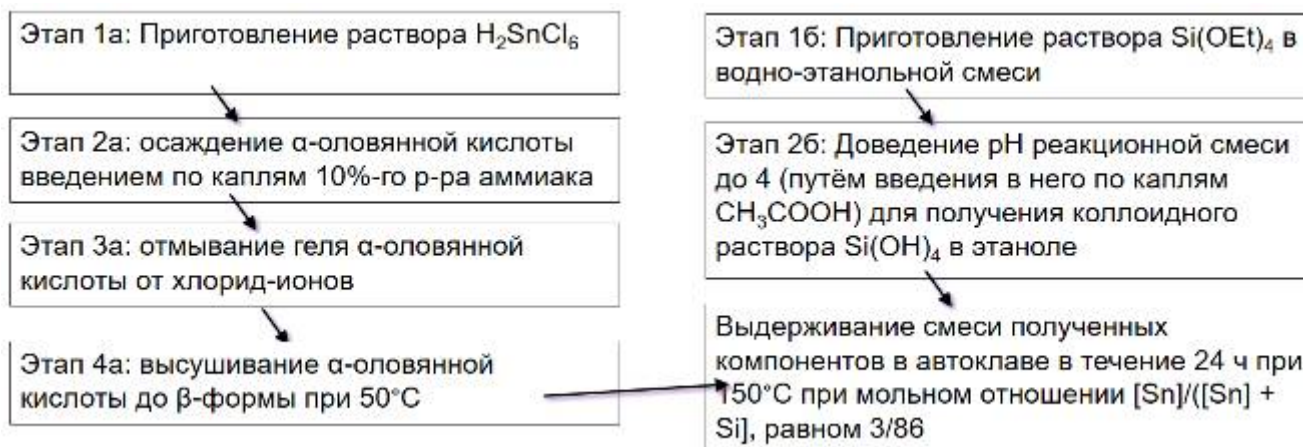 Этап 1а: Приготовление раствора H₂SnCl₆
Этап 2а: осаждение α-оловянной кислоты
введением по каплям 10%-го р-ра аммиака
Этап 3а: отмывание геля α-оловянной
кислоты от хлорид-ионов
Этап 4а: высушивание α-оловянной
кислоты до β-формы при 50°С
Этап 1б: Приготовление раствора Si(OEt)₄ в
водно-этанольной смеси
Этап 2б: Доведение pH реакционной смеси
до 4 (путём введения в него по каплям
CH₃COOH) для получения коллоидного
раствора Si(OH)₄ в этаноле
Выдерживание смеси полученных
компонентов в автоклаве в течение 24 ч при
150°С при мольном отношении [Sn]/([Sn] +
Si], равном 3/86